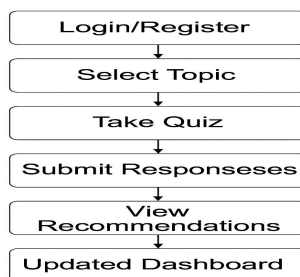 Login/Register
Select Topic
Take Quiz
Submit Responseses
View
Recommendations
Updated Dashboard